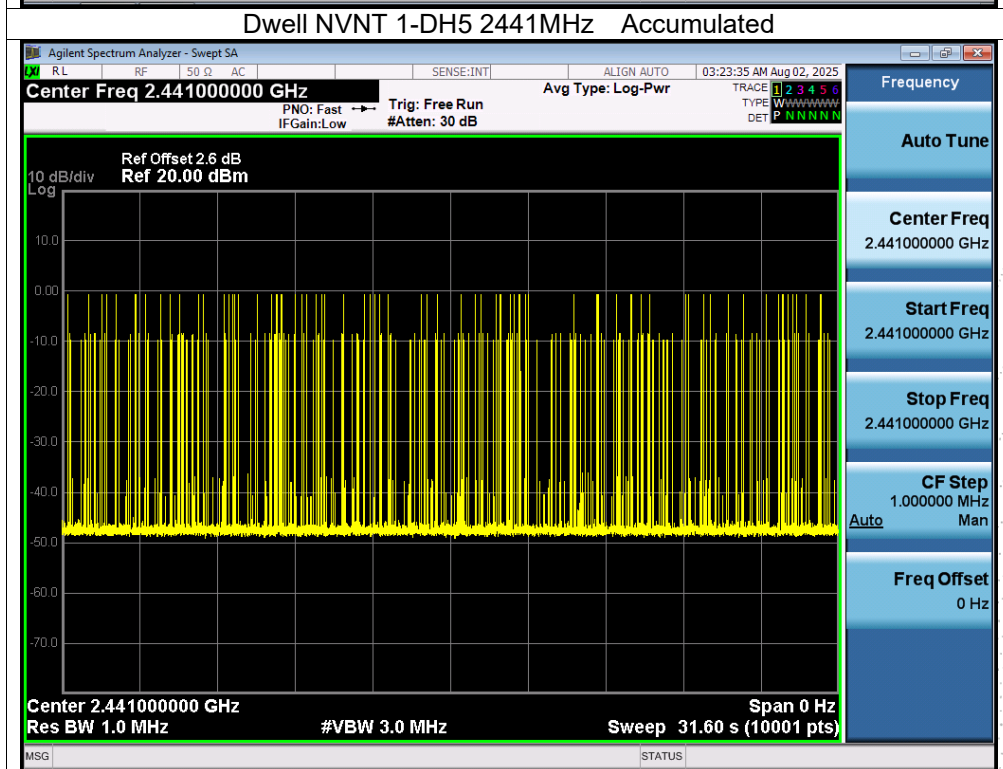 Dwell NVNT 1-DH5 2441MHz Accumulated
Agilent Spectrum Analyzer - Swept SA
LXI RL RF 50 Ω AC SENSE:INT ALIGN AUTO 03:23:35 AM Aug 02, 2025
Center Freq 2.441000000 GHz
PNO: Fast
IFGain:Low
Trig: Free Run
#Atten: 30 dB
Avg Type: Log-Pwr
TRACE 1 2 3 4 5 6
TYPE WWWWWWW
DET P N N N N N
Ref Offset 2.6 dB
10 dB/div Ref 20.00 dBm
Log
10.0
0.00
-10.0
-20.0
-30.0
-40.0
-50.0
-60.0
-70.0
Center 2.441000000 GHz Span 0 Hz
Res BW 1.0 MHz #VBW 3.0 MHz Sweep 31.60 s (10001 pts)
MSG STATUS
Frequency
Auto Tune
Center Freq
2.441000000 GHz
Start Freq
2.441000000 GHz
Stop Freq
2.441000000 GHz
CF Step
1.000000 MHz
Auto Man
Freq Offset
0 Hz